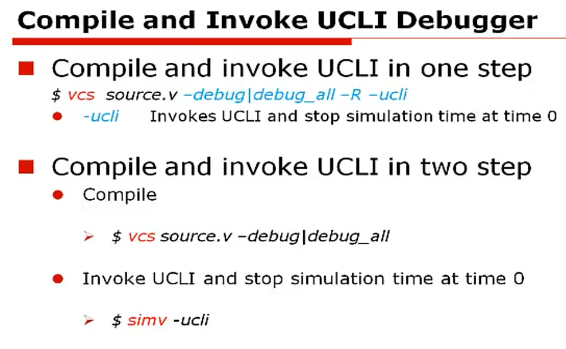 Compile and Invoke UCLI Debugger
Compile and invoke UCLI in one step
$ vcs source.v –debug|debug_all –R –ucli
-ucli Invokes UCLI and stop simulation time at time 0
Compile and invoke UCLI in two step
Compile
$ vcs source.v –debug|debug_all
Invoke UCLI and stop simulation time at time 0
$ simv -ucli